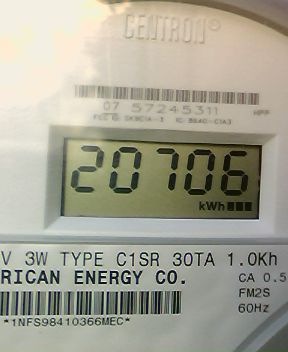 CENTRON®
07 57245311 HPP
20706
kWh
V 3W TYPE C1SR 30TA 1.0Kh
RICAN ENERGY CO. CA 0.5
FM2S
*1NFS98410366MEC* 60Hz